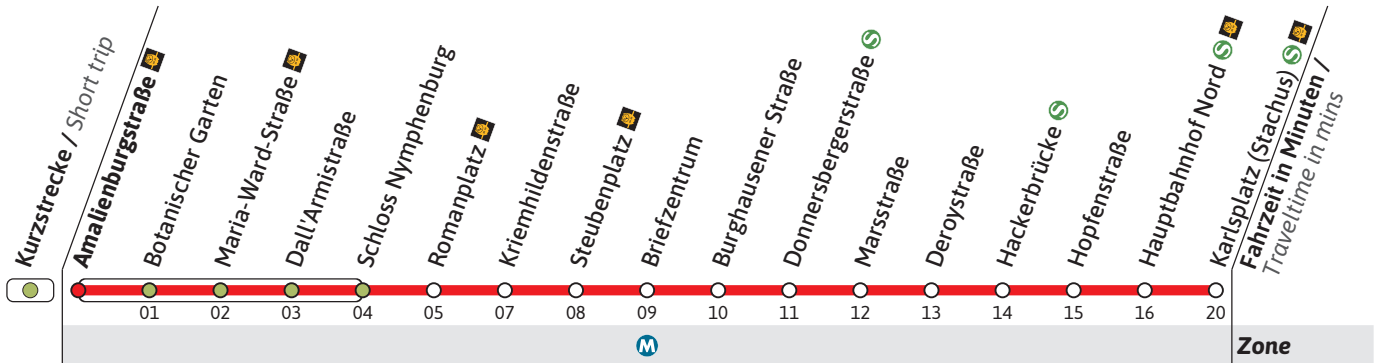 Kurzstrecke / Short trip
Amalienburgstraße
Botanischer Garten
Maria-Ward-Straße
Dall'Armistraße
Schloss Nymphenburg
Romanplatz
Kriemhildenstraße
Steubenplatz
Briefzentrum
Burghausener Straße
Donnersbergerstraße S
Marsstraße
Deroystraße
Hackerbrücke S
Hopfenstraße
Hauptbahnhof Nord S
Karlsplatz (Stachus) S
Fahrzeit in Minuten /
Traveltime in mins
01 02 03 04 05 07 08 09 10 11 12 13 14 15 16 20
M Zone